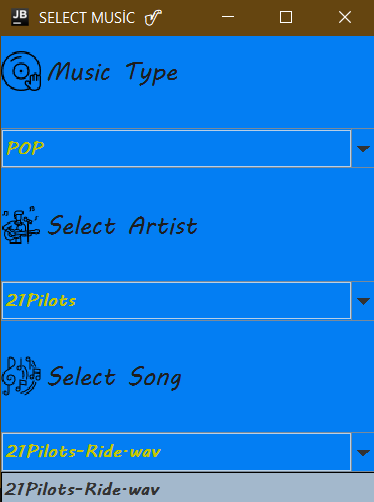 JB SELECT MUSİC
Music Type
POP
Select Artist
21Pilots
Select Song
21Pilots-Ride.wav
21Pilots-Ride.wav